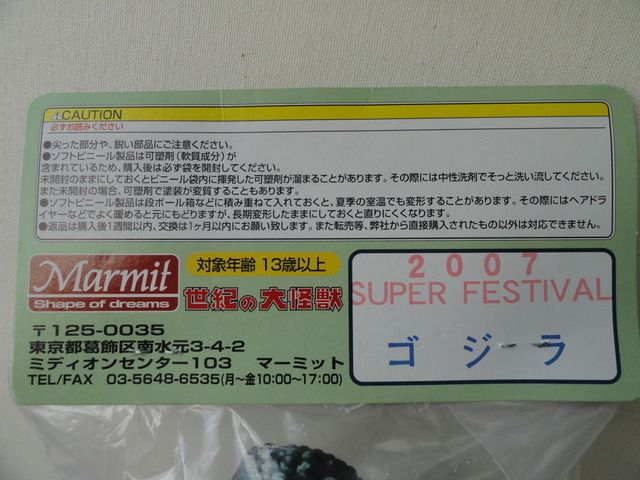 ⚠CAUTION
必ずお読みください
●尖った部分や、鋭い部品にご注意ください。
●ソフトビニール製品は可塑剤（軟質成分）が
含まれているため、購入後は必ず袋を開封してください。
未開封のままにしておくとビニール袋内に揮発した可塑剤が溜まることがあります。その際には中性洗剤でそっと洗い流してください。
また未開封の場合、可塑剤で塗装が変質することもあります。
●ソフトビニール製品は段ボール箱などに積み重ねて入れておくと、夏季の室温でも変形することがあります。その際にはヘアドラ
イヤーなどでよく暖めると元にもどりますが、長期変形したままにしておくと直りにくくなります。
●返品は購入後1週間以内、交換は1ヶ月以内にお願い致します。また転売等、弊社から直接購入されたもの以外は対応できません。
Marmit
Shape of dreams
対象年齢 13歳以上
世紀の大怪獣
〒125-0035
東京都葛飾区南水元3-4-2
ミディオンセンター103 マーミット
TEL/FAX 03-5648-6535(月〜金10:00〜17:00)
2007
SUPER FESTIVAL
ゴジラ